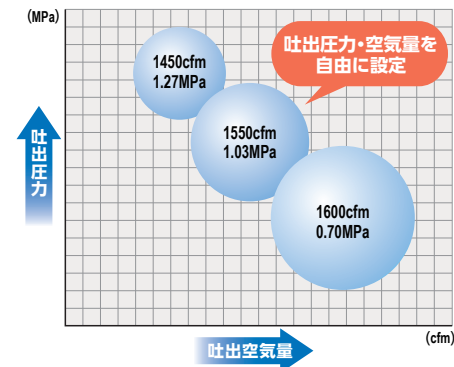 (MPa)
吐出圧力・空気量を
自由に設定
1450cfm
1.27MPa
1550cfm
1.03MPa
1600cfm
0.70MPa
吐出圧力
(cfm)
吐出空気量